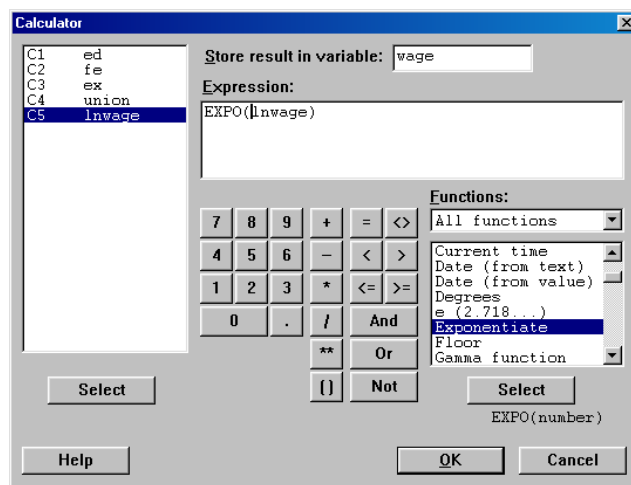 Calculator
C1 ed
C2 fe
C3 ex
C4 union
C5 lnwage
Store result in variable: wage
Expression:
EXPO(lnwage)
Functions:
All functions
7 8 9 + = <>
4 5 6 − < >
1 2 3 * <= >=
0 . / And
** Or
() Not
Current time
Date (from text)
Date (from value)
Degrees
e (2.718...)
Exponentiate
Floor
Gamma function
Select
Select
EXPO(number)
Help
OK
Cancel